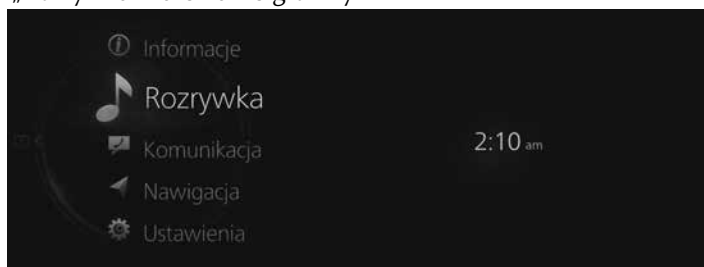 Informacje
Rozrywka
Komunikacja
2:10 am
Nawigacja
Ustawienia